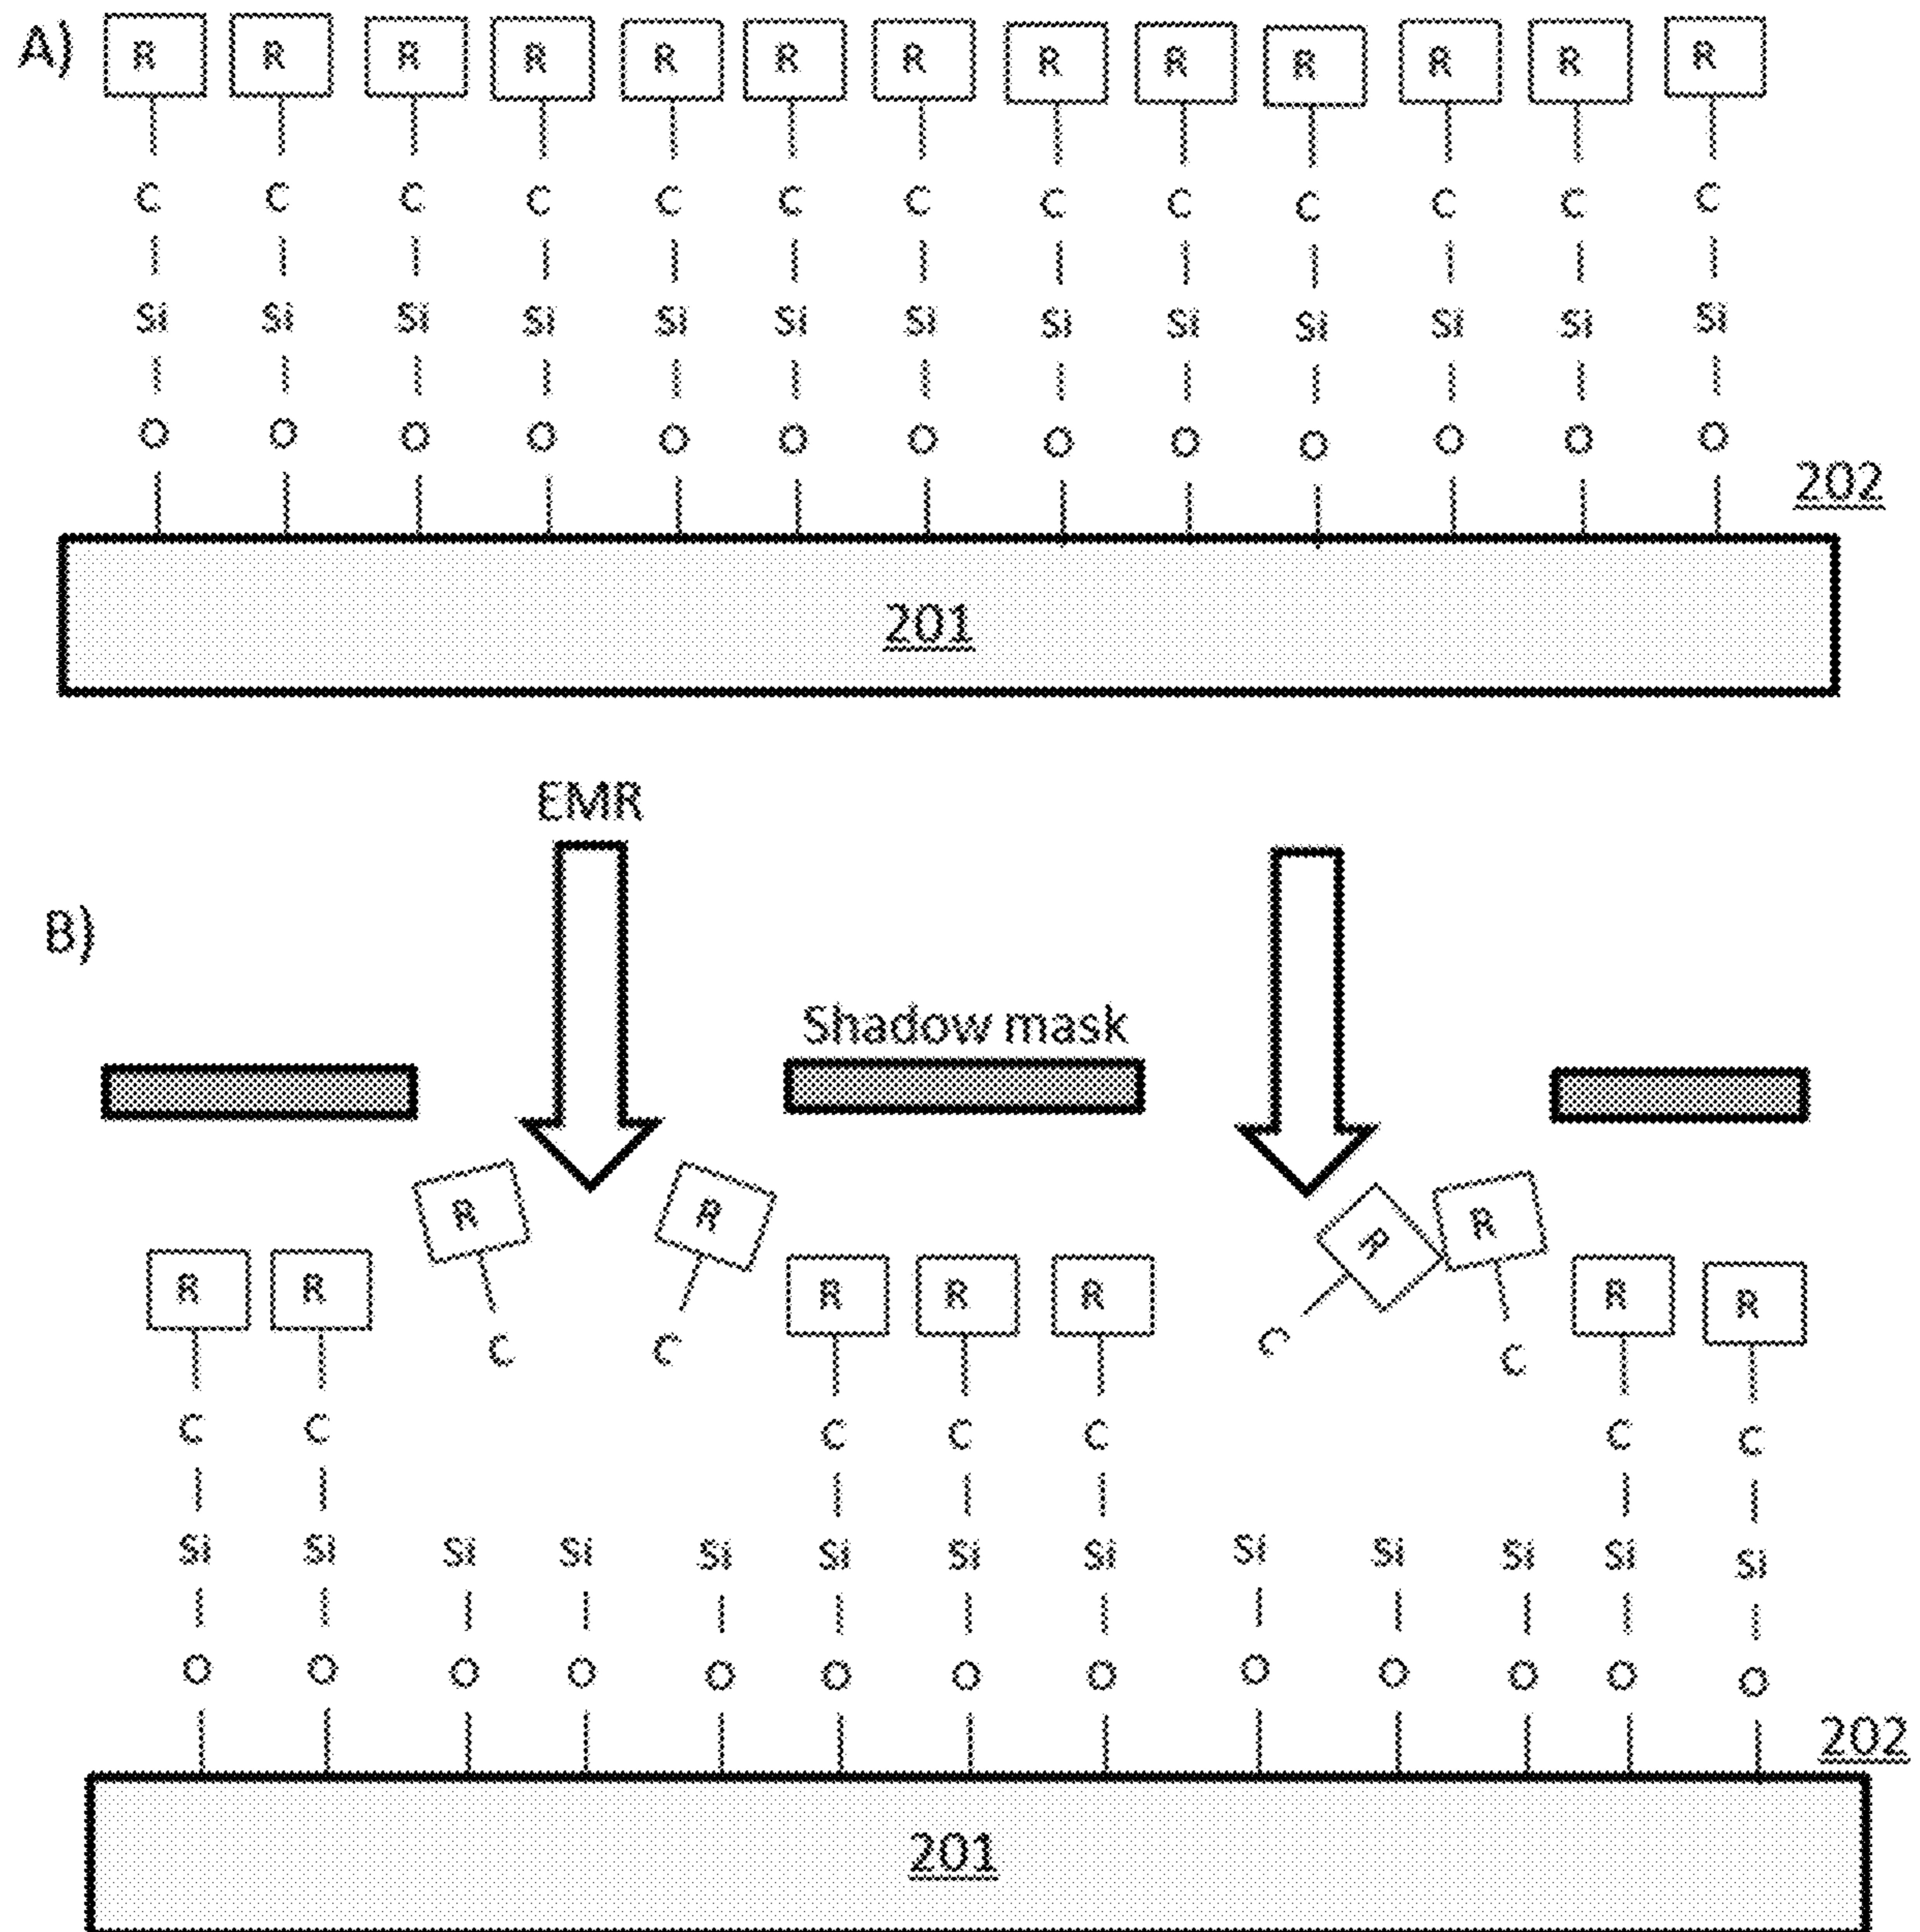 A) R R R R R R R R R R R R R
C C C C C C C C C C C C C
Si Si Si Si Si Si Si Si Si Si Si Si Si
O O O O O O O O O O O O O
202
201
EMR
B)
Shadow mask
R R R R
R R R R R R R
C C C C
C C C C C C C
Si Si Si Si Si Si Si Si Si Si Si Si Si
O O O O O O O O O O O O O
202
201